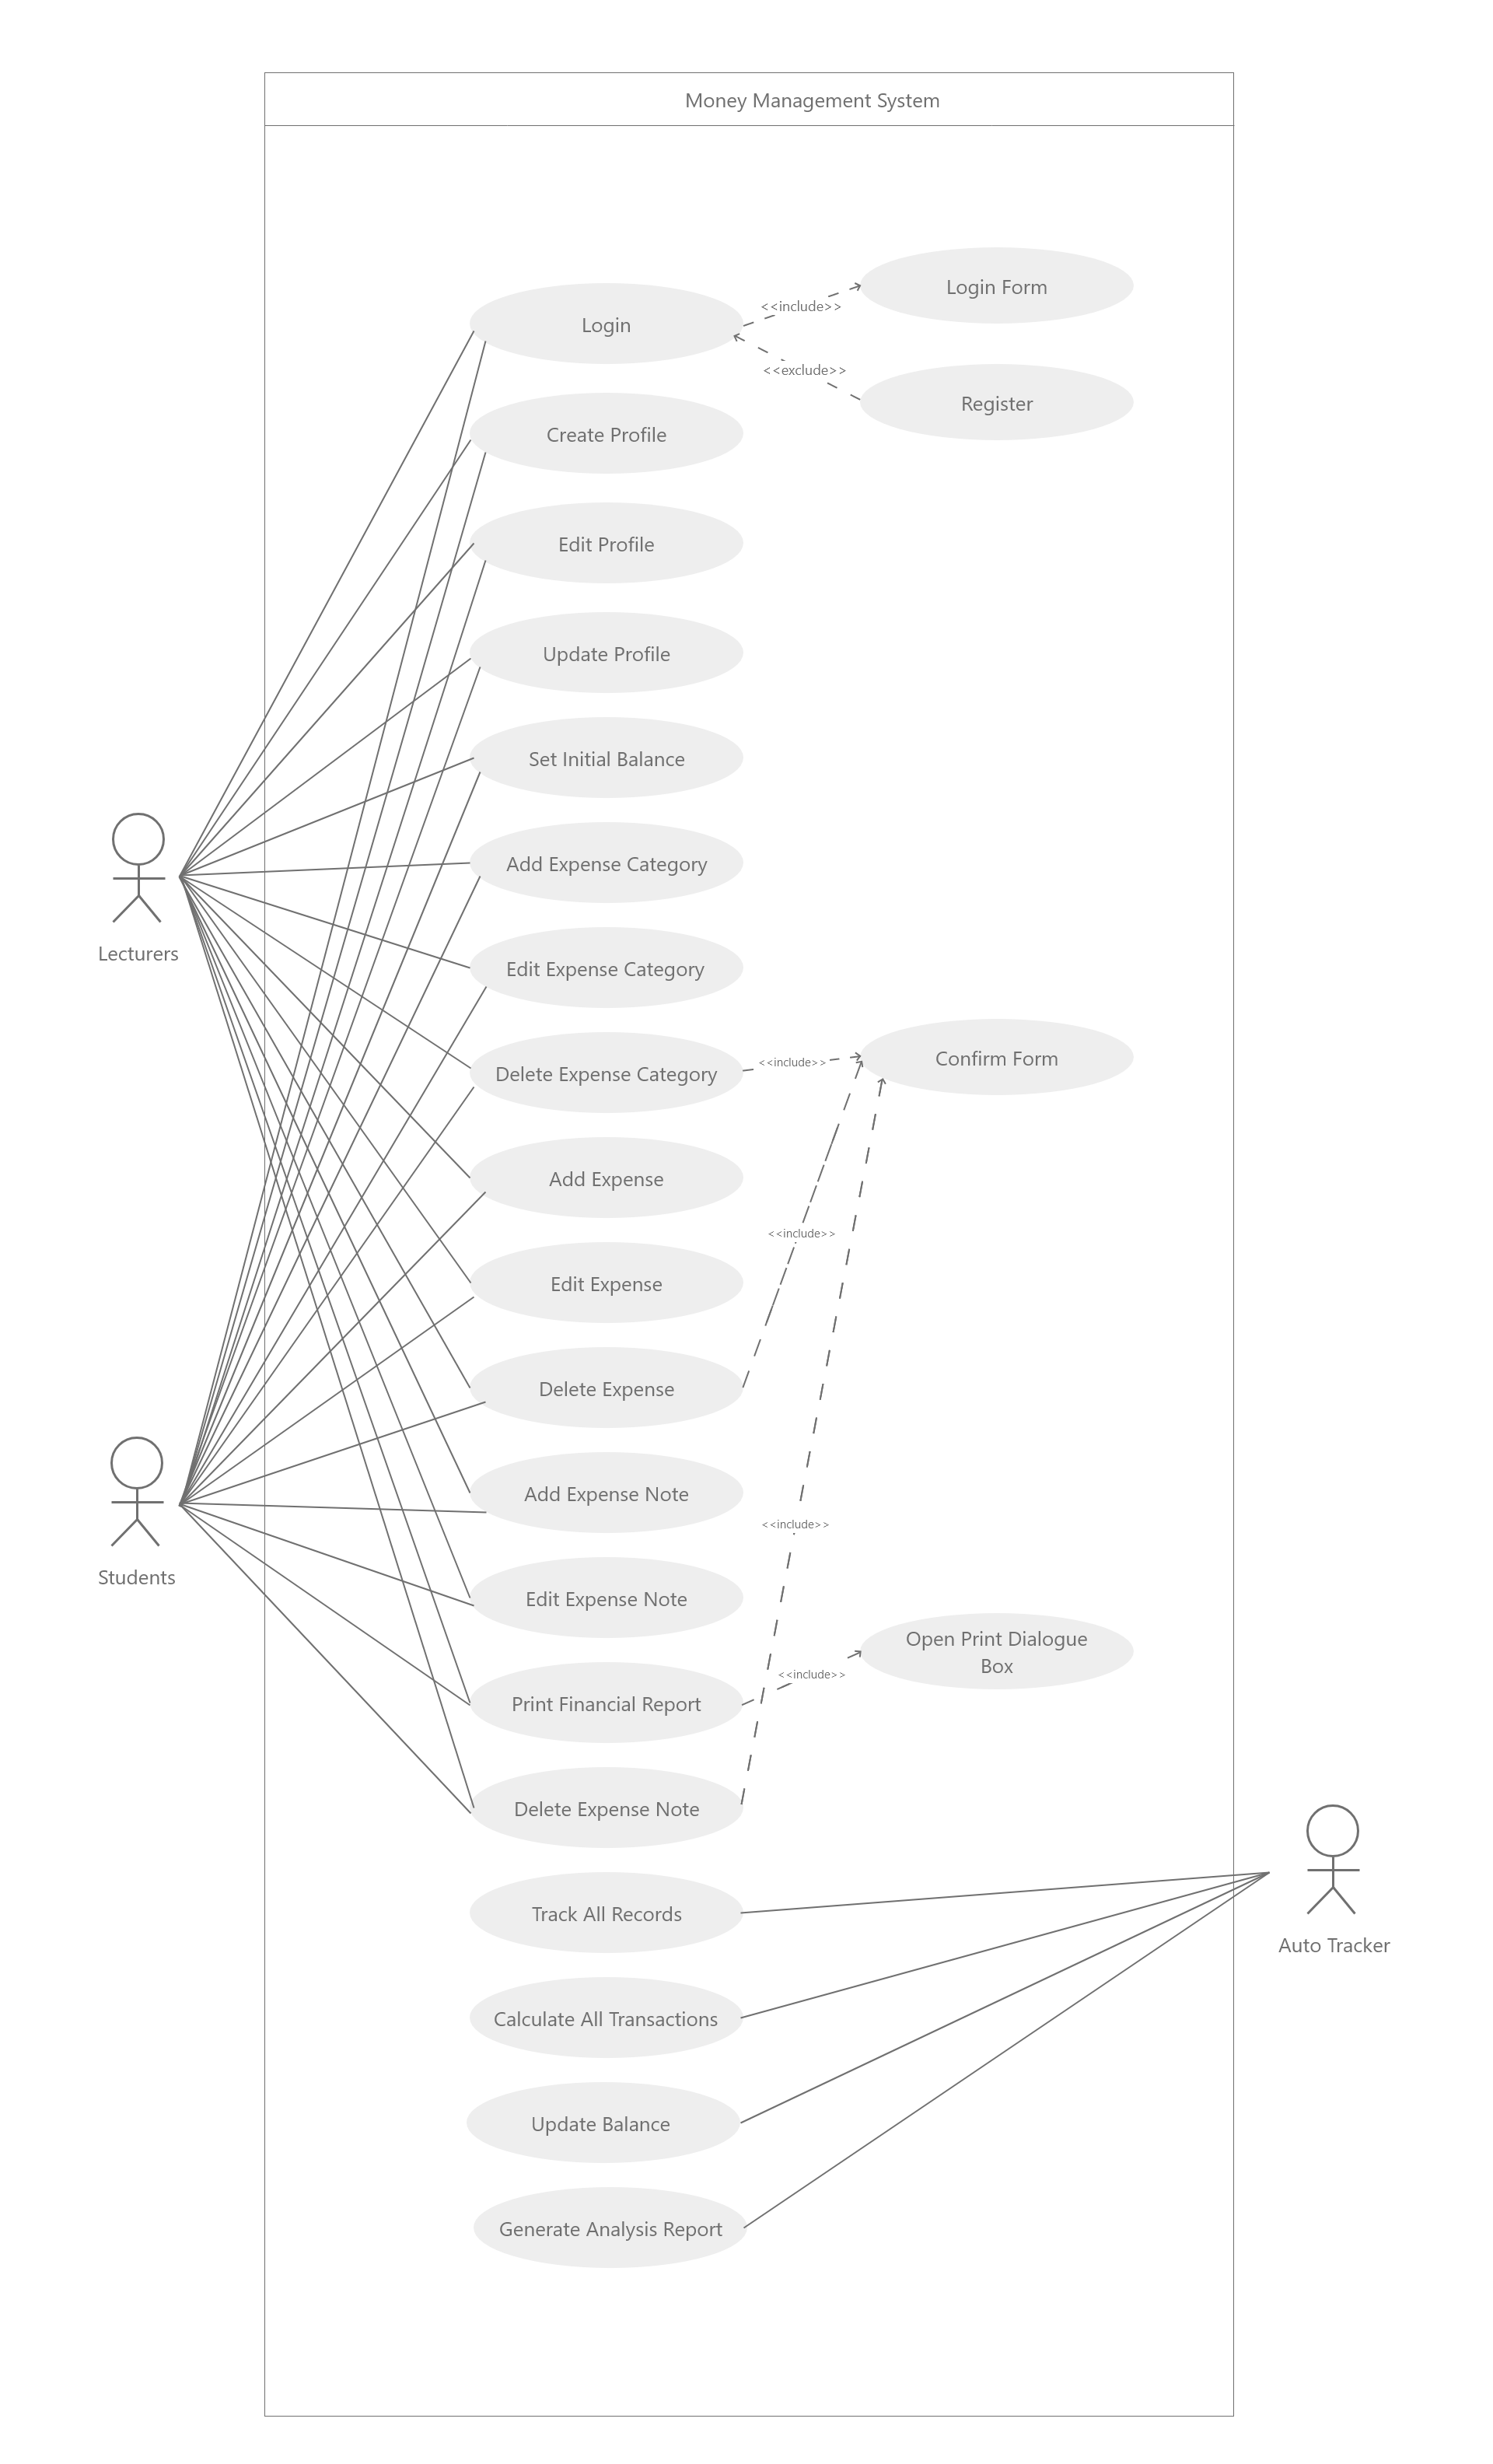 Money Management System
Login Form
<<include>>
Login
<<exclude>>
Register
Create Profile
Edit Profile
Update Profile
Set Initial Balance
Add Expense Category
Lecturers
Edit Expense Category
Delete Expense Category
<<include>>
Confirm Form
Add Expense
<<include>>
Edit Expense
Delete Expense
Add Expense Note
<<include>>
Students
Edit Expense Note
Open Print Dialogue
Box
<<include>>
Print Financial Report
Delete Expense Note
Track All Records
Auto Tracker
Calculate All Transactions
Update Balance
Generate Analysis Report